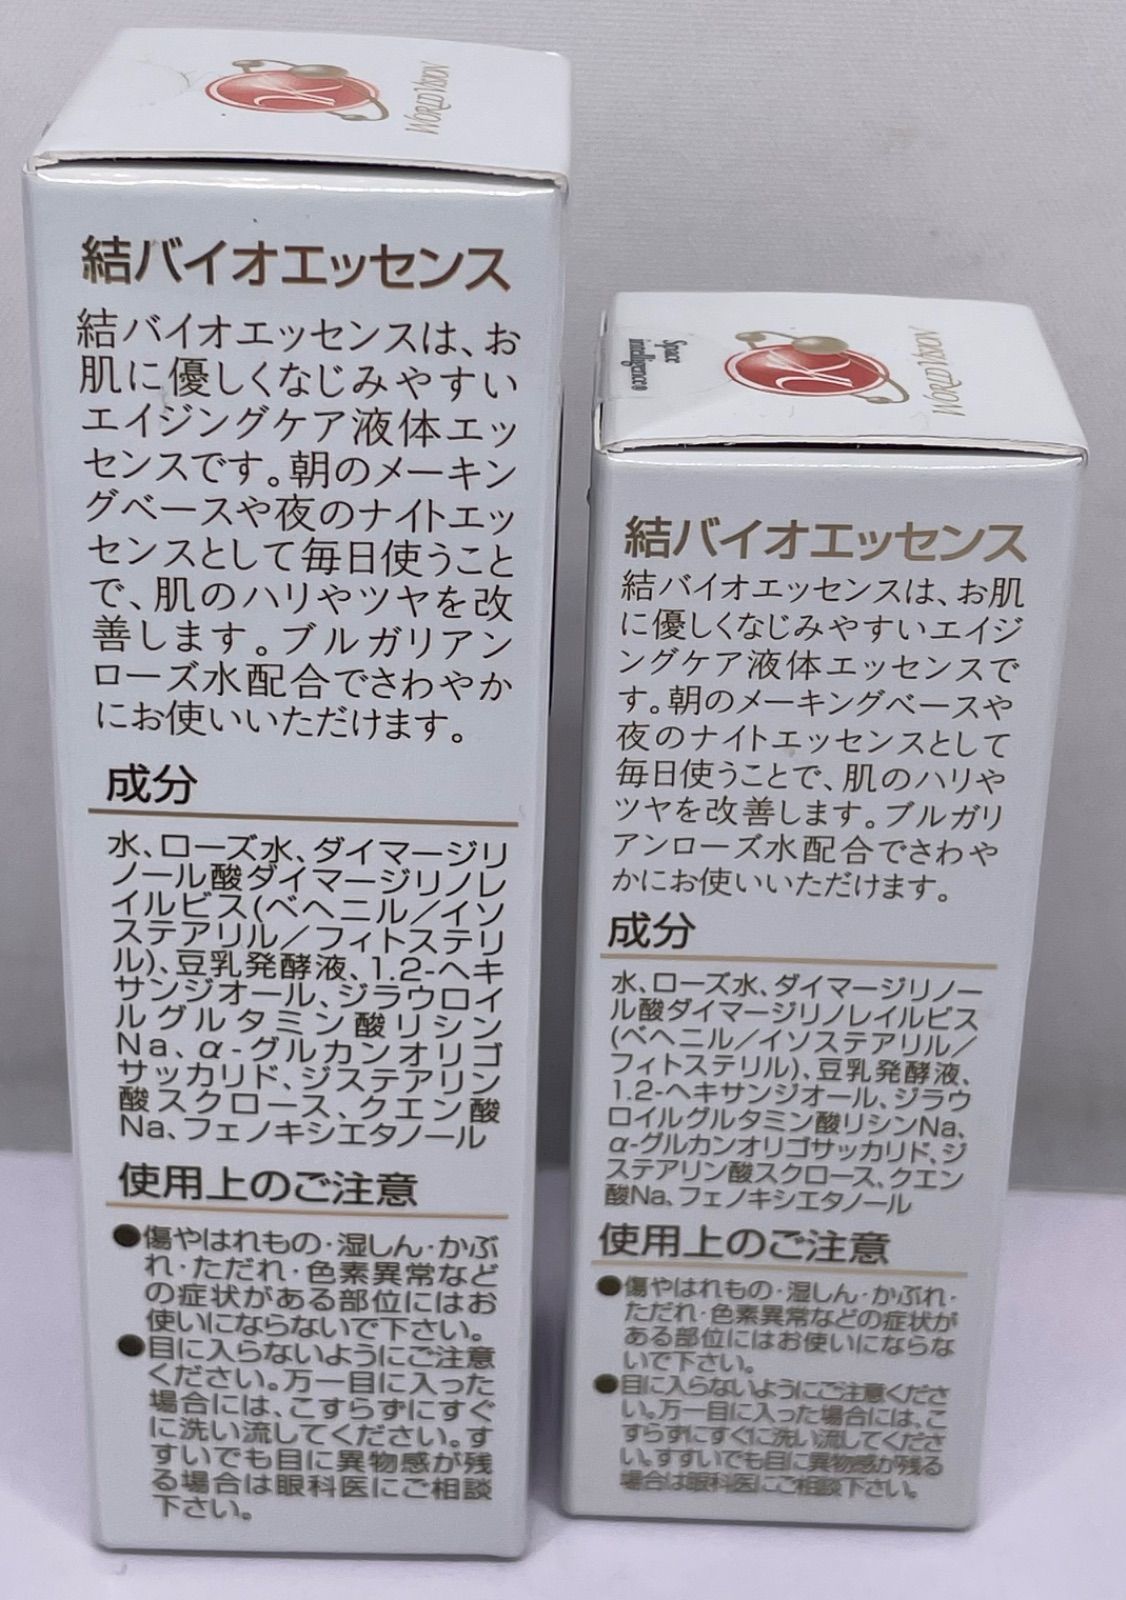 K
WORLD VISION
結バイオエッセンス
結バイオエッセンスは、お
肌に優しくなじみやすい
エイジングケア液体エッ
センスです。朝のメーキン
グベースや夜のナイトエッ
センスとして毎日使うこと
で、肌のハリやツヤを改
善します。ブルガリアン
ローズ水配合でさわやか
にお使いいただけます。
成分
水、ローズ水、ダイマージリ
ノール酸ダイマージリノレ
イルビス(ベヘニル／イソ
ステアリル／フィトステリ
ル)、豆乳発酵液、1.2-ヘキ
サンジオール、ジラウロイ
ルグルタミン酸リシン
Na、α-グルカンオリゴ
サッカリド、ジステアリン
酸スクロース、クエン酸
Na、フェノキシエタノール
使用上のご注意
●傷やはれもの・湿しん・かぶ
れ・ただれ・色素異常など
の症状がある部位にはお
使いにならないで下さい。
●目に入らないようにご注意
ください。万一目に入った
場合には、こすらずにすぐ
に洗い流してください。す
すいでも目に異物感が残
る場合は眼科医にご相談
下さい。
Space
intelligence®
K
WORLD VISION
結バイオエッセンス
結バイオエッセンスは、お肌
に優しくなじみやすいエイジ
ングケア液体エッセンスで
す。朝のメーキングベースや
夜のナイトエッセンスとして
毎日使うことで、肌のハリや
ツヤを改善します。ブルガリ
アンローズ水配合でさわや
かにお使いいただけます。
成分
水、ローズ水、ダイマージリノー
ル酸ダイマージリノレイルビス
(ベヘニル／イソステアリル／
フィトステリル)、豆乳発酵液、
1.2-ヘキサンジオール、ジラウ
ロイルグルタミン酸リシンNa、
α-グルカンオリゴサッカリド、ジ
ステアリン酸スクロース、クエン
酸Na、フェノキシエタノール
使用上のご注意
●傷やはれもの・湿しん・かぶれ・
ただれ・色素異常などの症状が
ある部位にはお使いにならな
いで下さい。
●目に入らないようにご注意くださ
い。万一目に入った場合には、こ
すらずにすぐに洗い流してくださ
い。すすいでも目に異物感が残る
場合は眼科医にご相談下さい。